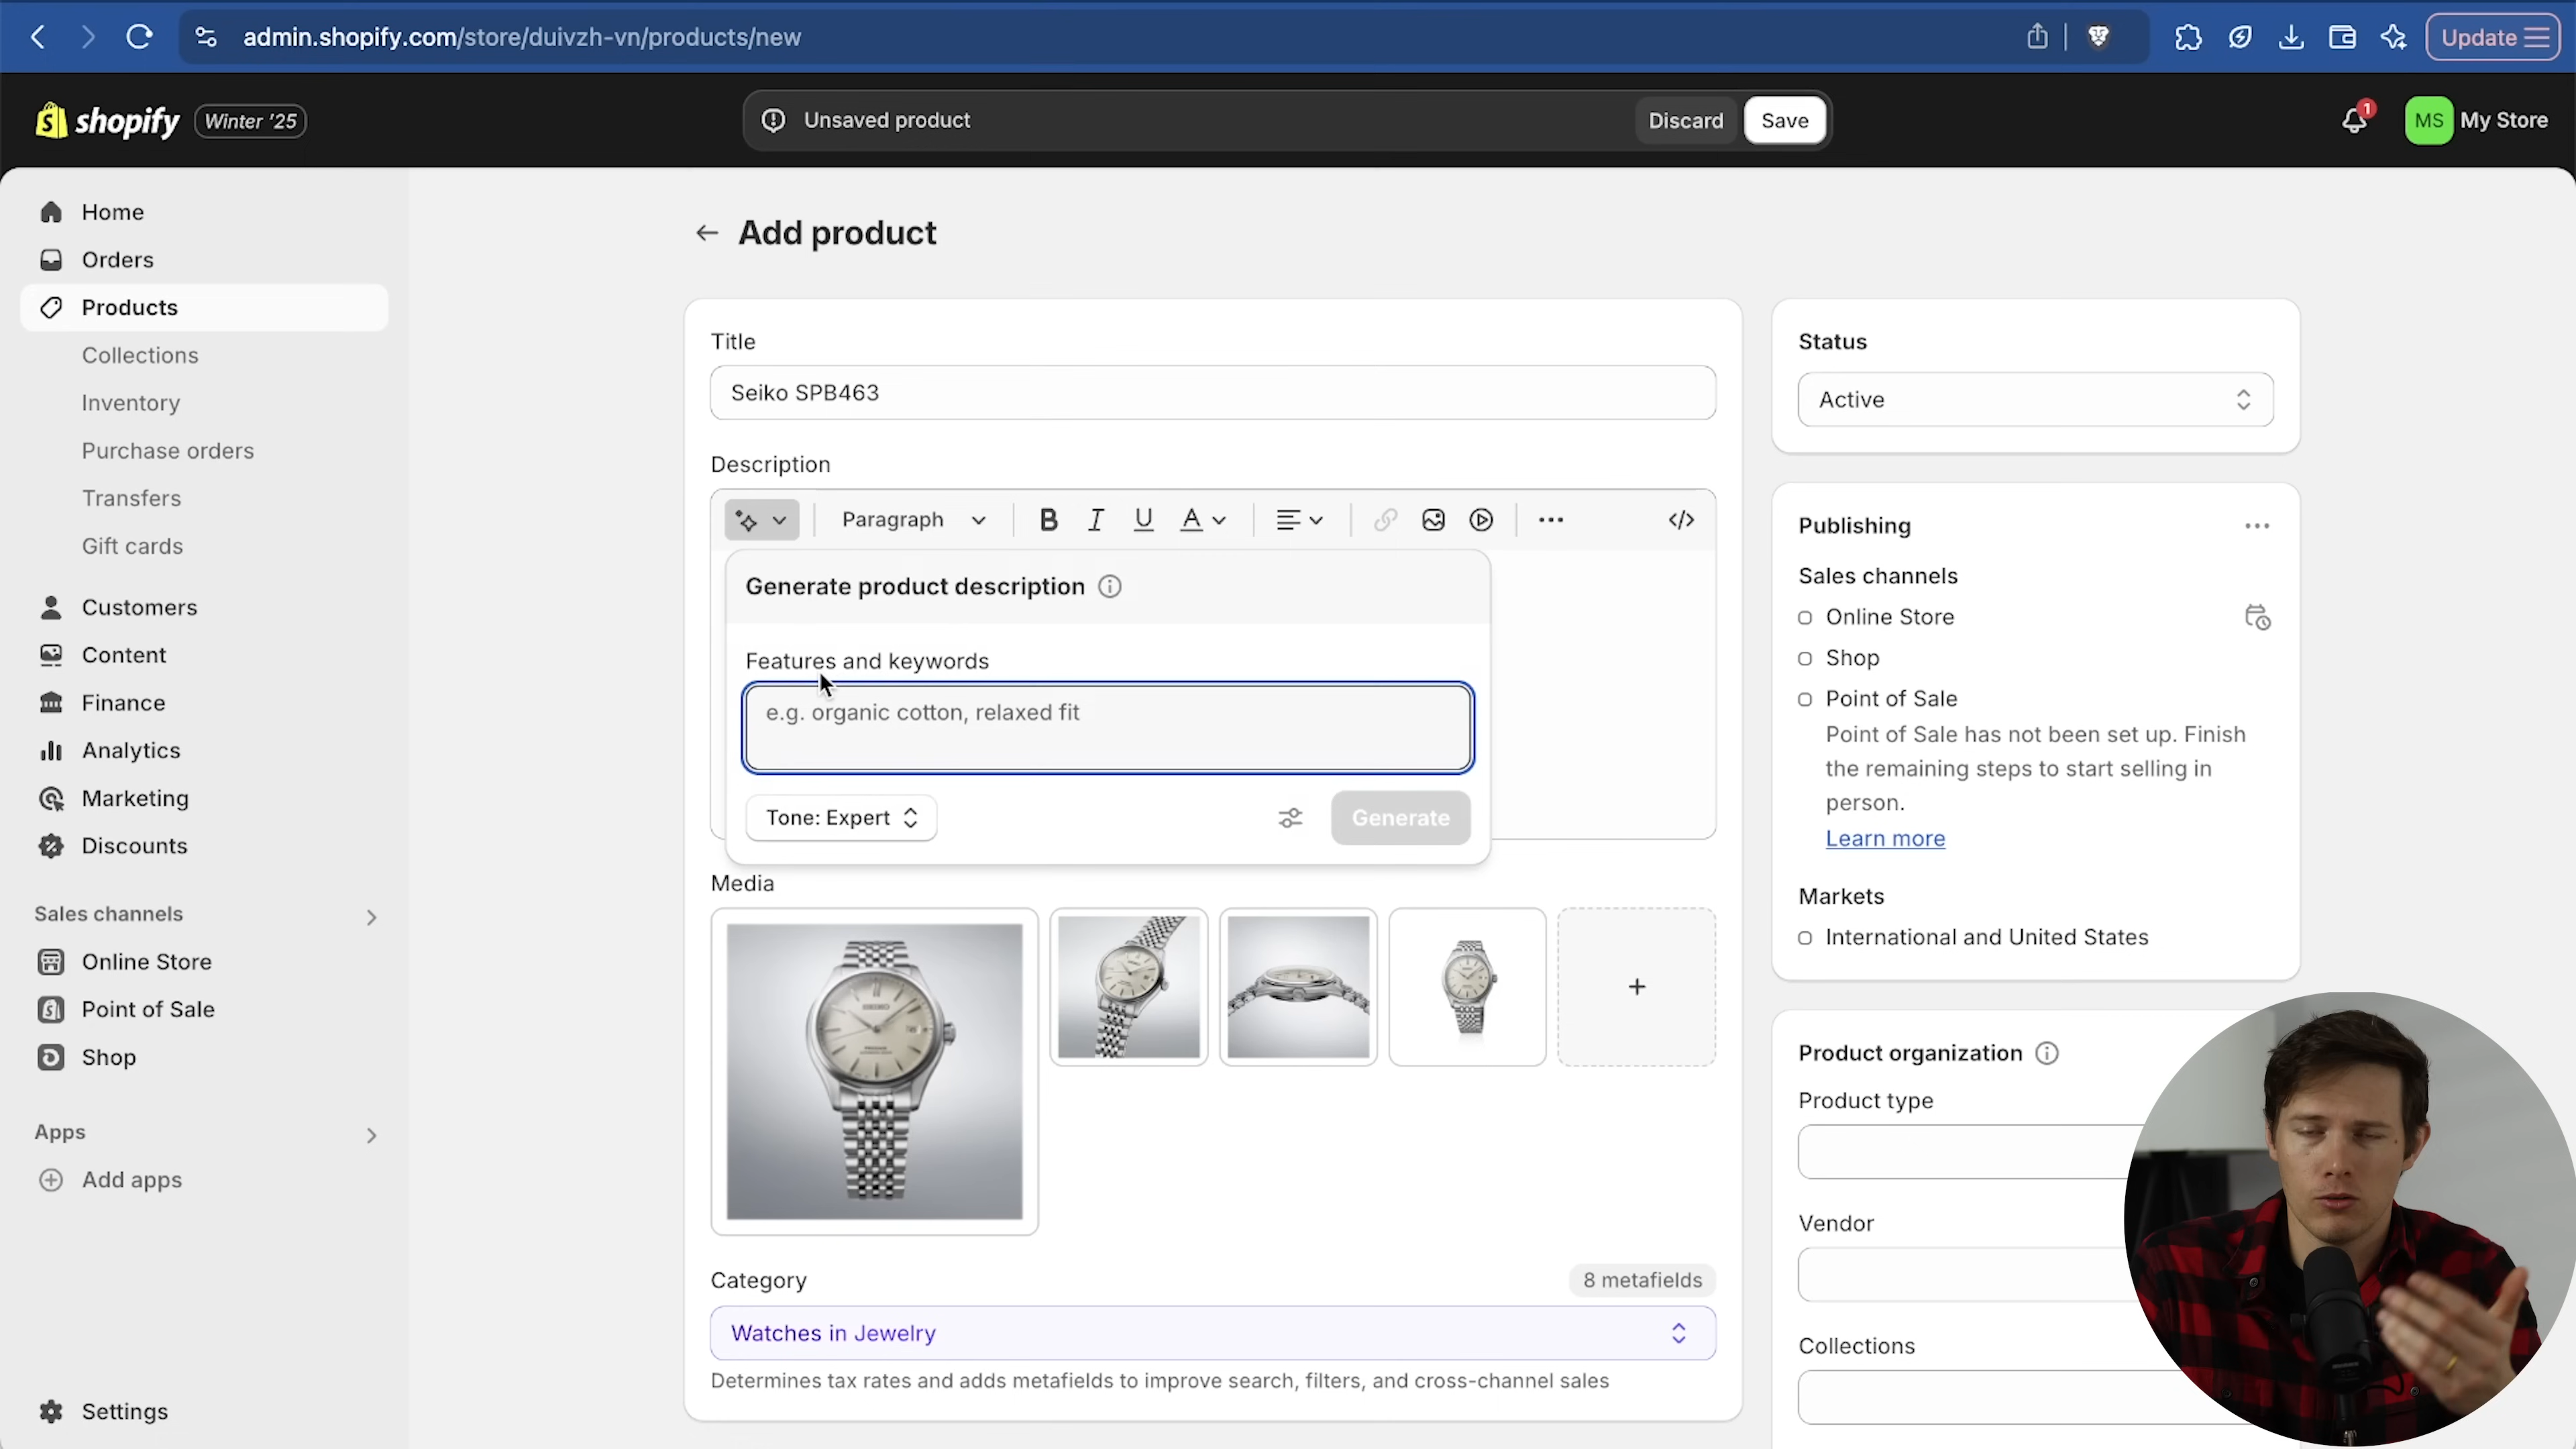 admin.shopify.com/store/duivzh-vn/products/new
Update
shopify
Winter '25
Unsaved product
Discard
Save
1
MS
My Store
Home
Orders
Products
Collections
Inventory
Purchase orders
Transfers
Gift cards
Customers
Content
Finance
Analytics
Marketing
Discounts
Sales channels
Online Store
Point of Sale
Shop
Apps
Add apps
Settings
Add product
Title
Seiko SPB463
Description
Paragraph
B I U A
Generate product description
Features and keywords
e.g. organic cotton, relaxed fit
Tone: Expert
Generate
Media
SEIKO
Category
8 metafields
Watches in Jewelry
Determines tax rates and adds metafields to improve search, filters, and cross-channel sales
Status
Active
Publishing
Sales channels
Online Store
Shop
Point of Sale
Point of Sale has not been set up. Finish
the remaining steps to start selling in
person.
Learn more
Markets
International and United States
Product organization
Product type
Vendor
Collections